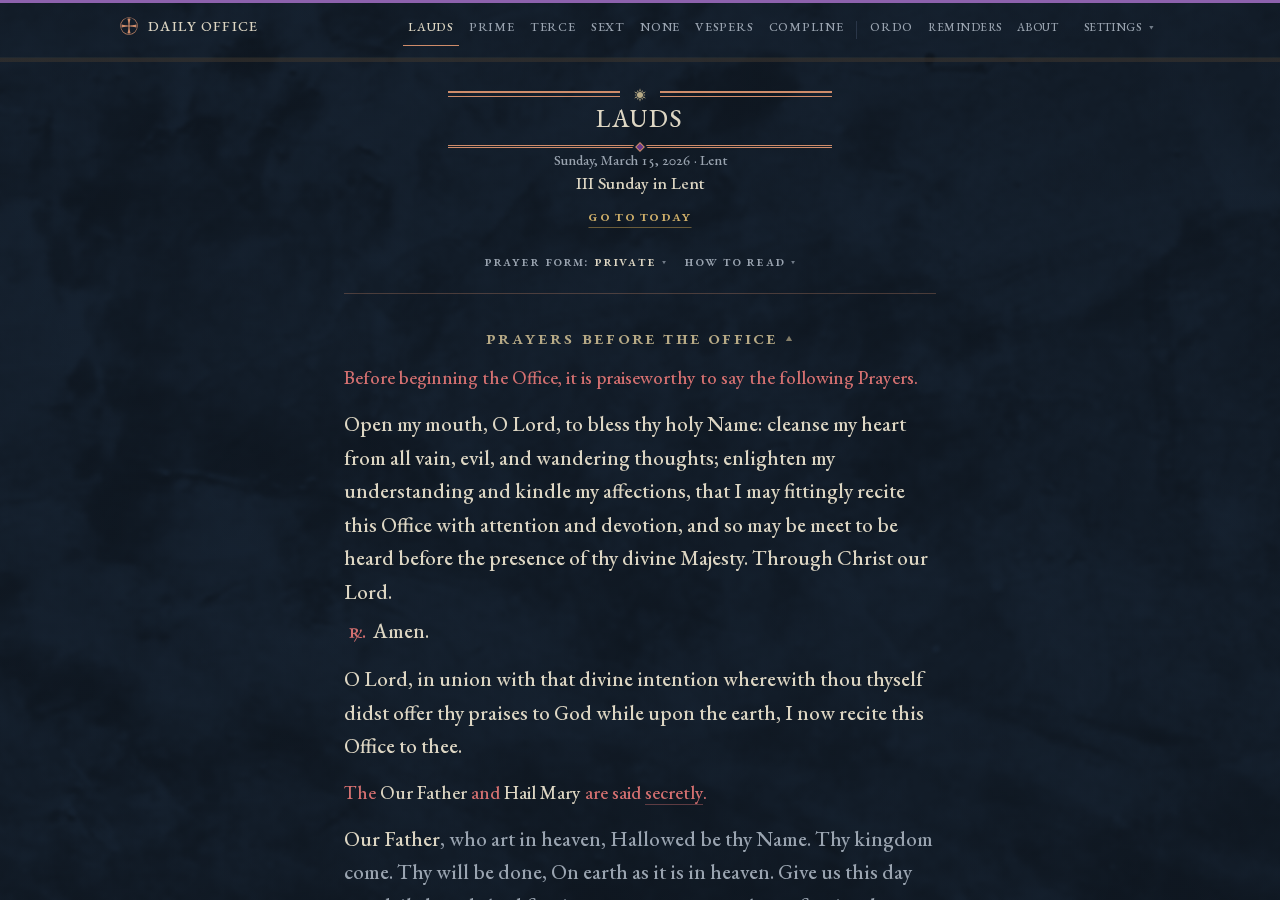 DAILY OFFICE
LAUDS PRIME TERCE SEXT NONE VESPERS COMPLINE ORDO REMINDERS ABOUT SETTINGS ▾
LAUDS
Sunday, March 15, 2026 · Lent
III Sunday in Lent
GO TO TODAY
PRAYER FORM: PRIVATE ▾ HOW TO READ ▾
PRAYERS BEFORE THE OFFICE ▲
Before beginning the Office, it is praiseworthy to say the following Prayers.
Open my mouth, O Lord, to bless thy holy Name: cleanse my heart
from all vain, evil, and wandering thoughts; enlighten my
understanding and kindle my affections, that I may fittingly recite
this Office with attention and devotion, and so may be meet to be
heard before the presence of thy divine Majesty. Through Christ our
Lord.
℟. Amen.
O Lord, in union with that divine intention wherewith thou thyself
didst offer thy praises to God while upon the earth, I now recite this
Office to thee.
The Our Father and Hail Mary are said secretly.
Our Father, who art in heaven, Hallowed be thy Name. Thy kingdom
come. Thy will be done, On earth as it is in heaven. Give us this day